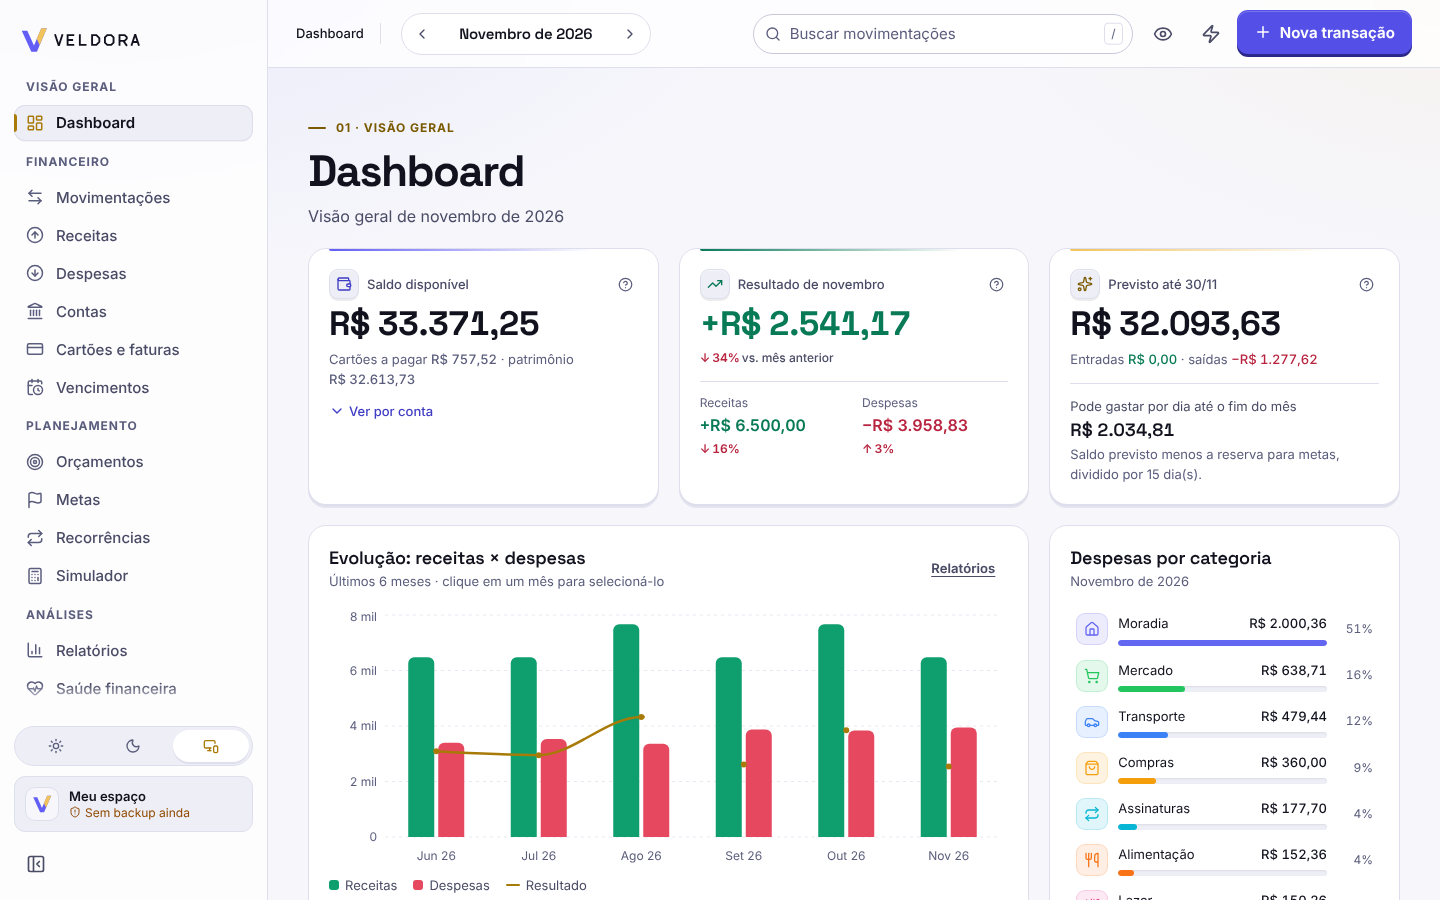 VELDORA
VISÃO GERAL
Dashboard
FINANCEIRO
Movimentações
Receitas
Despesas
Contas
Cartões e faturas
Vencimentos
PLANEJAMENTO
Orçamentos
Metas
Recorrências
Simulador
ANÁLISES
Relatórios
Saúde financeira
Meu espaço
Sem backup ainda
Dashboard
Novembro de 2026
Buscar movimentações
/
Nova transação
01 · VISÃO GERAL
Dashboard
Visão geral de novembro de 2026
Saldo disponível
R$ 33.371,25
Cartões a pagar R$ 757,52 · patrimônio
R$ 32.613,73
Ver por conta
Resultado de novembro
+R$ 2.541,17
↓ 34% vs. mês anterior
Receitas
+R$ 6.500,00
↓ 16%
Despesas
−R$ 3.958,83
↑ 3%
Previsto até 30/11
R$ 32.093,63
Entradas R$ 0,00 · saídas −R$ 1.277,62
Pode gastar por dia até o fim do mês
R$ 2.034,81
Saldo previsto menos a reserva para metas,
dividido por 15 dia(s).
Evolução: receitas × despesas
Últimos 6 meses · clique em um mês para selecioná-lo
Relatórios
8 mil
6 mil
4 mil
2 mil
0
Jun 26
Jul 26
Ago 26
Set 26
Out 26
Nov 26
Receitas
Despesas
Resultado
Despesas por categoria
Novembro de 2026
Moradia R$ 2.000,36 51%
Mercado R$ 638,71 16%
Transporte R$ 479,44 12%
Compras R$ 360,00 9%
Assinaturas R$ 177,70 4%
Alimentação R$ 152,36 4%